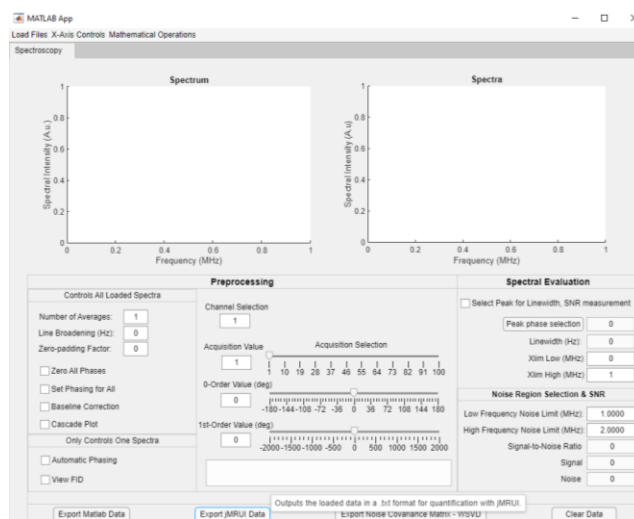 MATLAB App
Load Files X-Axis Controls Mathematical Operations
Spectroscopy
Spectrum
Spectral Intensity (A.u.)
1
0.8
0.6
0.4
0.2
0
0 0.2 0.4 0.6 0.8 1
Frequency (MHz)
Spectra
Spectral Intensity (A.u.)
1
0.8
0.6
0.4
0.2
0
0 0.2 0.4 0.6 0.8 1
Frequency (MHz)
Preprocessing
Controls All Loaded Spectra
Number of Averages: 1
Line Broadening (Hz): 0
Zero-padding Factor: 0
Zero All Phases
Set Phasing for All
Baseline Correction
Cascade Plot
Only Controls One Spectra
Automatic Phasing
View FID
Channel Selection
1
Acquisition Value Acquisition Selection
1
1 10 19 28 37 46 55 64 73 82 91 100
0-Order Value (deg)
0
-180 -144 -108 -72 -36 0 36 72 108 144 180
1st-Order Value (deg)
0
-2000 -1500 -1000 -500 0 500 1000 1500 2000
Spectral Evaluation
Select Peak for Linewidth, SNR measurement
Peak phase selection 0
Linewidth (Hz): 0
Xlim Low (MHz) 0
Xlim High (MHz) 1
Noise Region Selection & SNR
Low Frequency Noise Limit (MHz): 1.0000
High Frequency Noise Limit (MHz): 2.0000
Signal-to-Noise Ratio 0
Signal 0
Noise 0
Outputs the loaded data in a .txt format for quantification with jMRUI.
Export Matlab Data Export jMRUI Data Export Noise Covariance Matrix - WSVD Clear Data